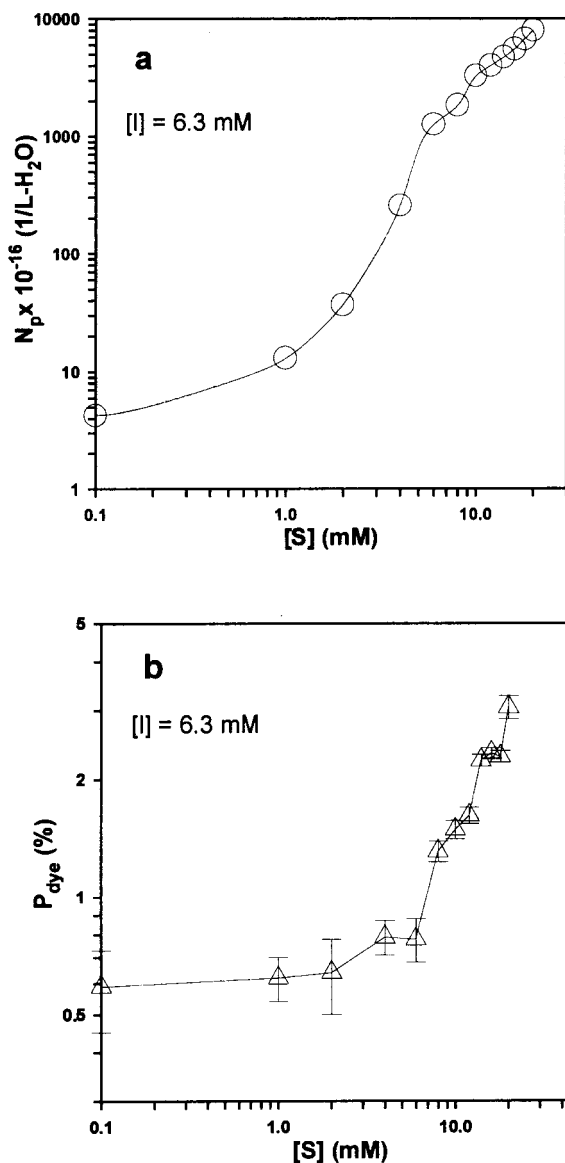 10000
a
[I] = 6.3 mM
1000
100
10
1
N_p x 10^-16 (1/L-H_2O)
0.1
1.0
10.0
[S] (mM)
5
b
[I] = 6.3 mM
2
1
0.5
P_dye (%)
0.1
1.0
10.0
[S] (mM)